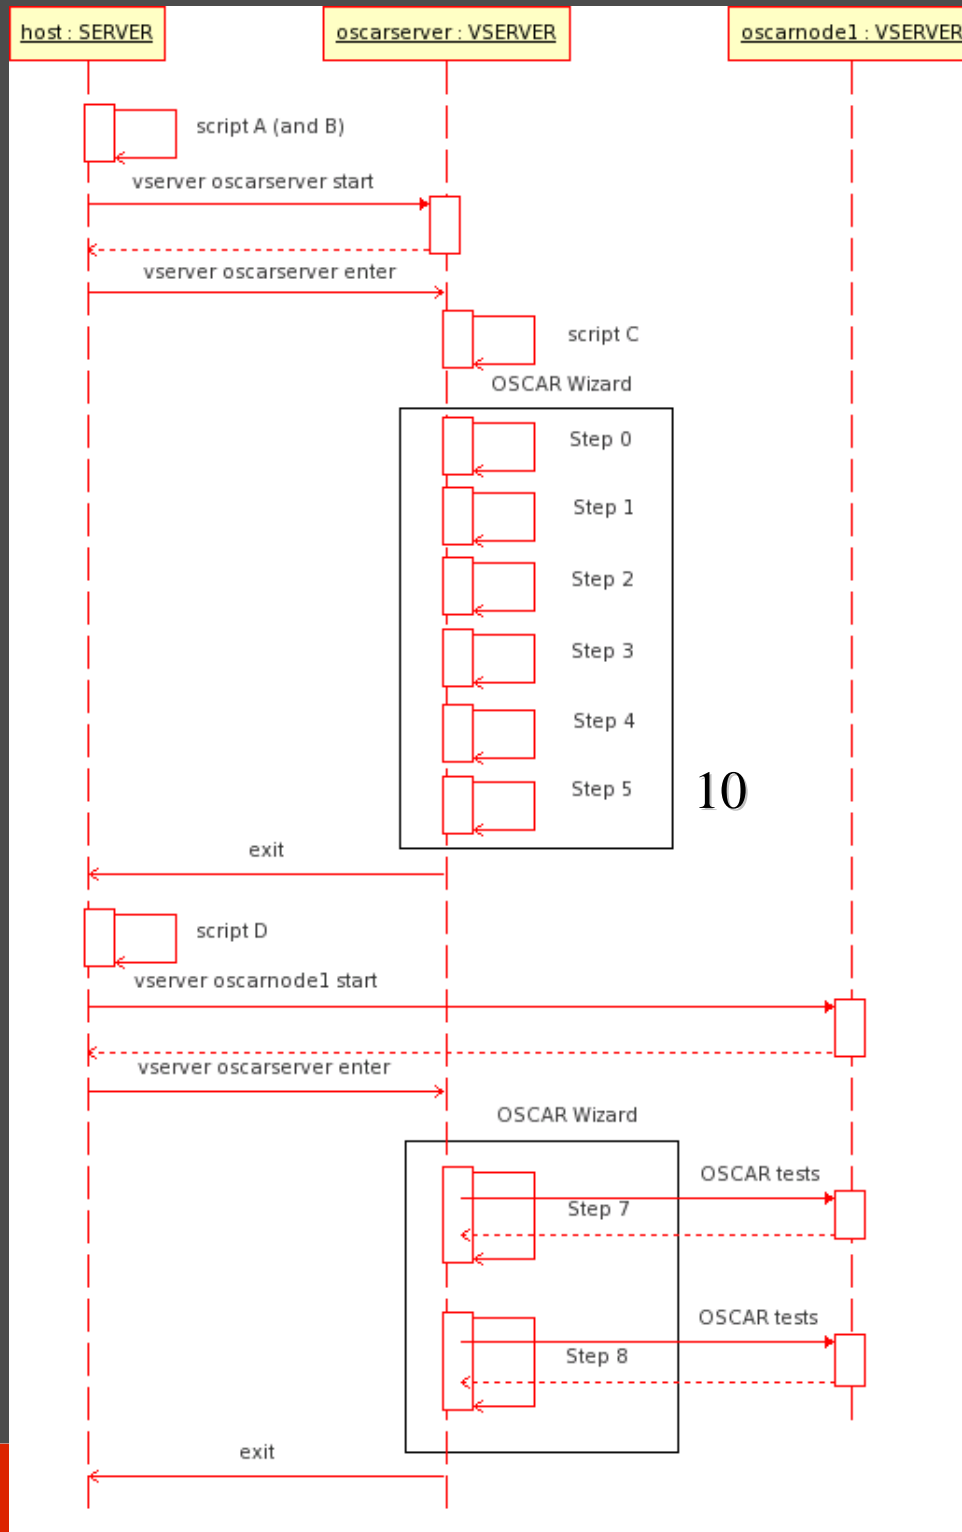 host : SERVER
oscarserver : VSERVER
oscarnode1 : VSERVER
script A (and B)
vserver oscarserver start
vserver oscarserver enter
script C
OSCAR Wizard
Step 0
Step 1
Step 2
Step 3
Step 4
Step 5
10
exit
script D
vserver oscarnode1 start
vserver oscarserver enter
OSCAR Wizard
OSCAR tests
Step 7
OSCAR tests
Step 8
exit